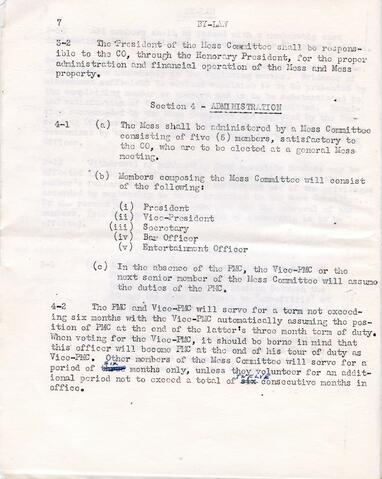 7 BY-LAW
3-2 The President of the Mess Committee shall be respons-
ible to the CO, through the Honorary President, for the proper
administration and financial operation of the Mess and Mess
property.
Section 4 - ADMINISTRATION
4-1 (a) The Mess shall be administered by a Mess Committee
consisting of five (5) members, satisfactory to
the CO, who are to be elected at a general Mess
meeting.
(b) Members composing the Mess Committee will consist
of the following:
(i) President
(ii) Vice-President
(iii) Secretary
(iv) Bar Officer
(v) Entertainment Officer
(c) In the absence of the PMC, the Vice-PMC or the
next senior member of the Mess Committee will assume
the duties of the PMC.
4-2 The PMC and Vice-PMC will serve for a term not exceed-
ing six months with the Vice-PMC automatically assuming the pos-
ition of PMC at the end of the latter's three month term of duty.
When voting for the Vice-PMC, it should be borne in mind that
this officer will become PMC at the end of his tour of duty as
Vice-PMC. Other members of the Mess Committee will serve for a
SIX
period of three months only, unless they volunteer for an addit-
TWELVE
ional period not to exceed a total of six consecutive months in
office.